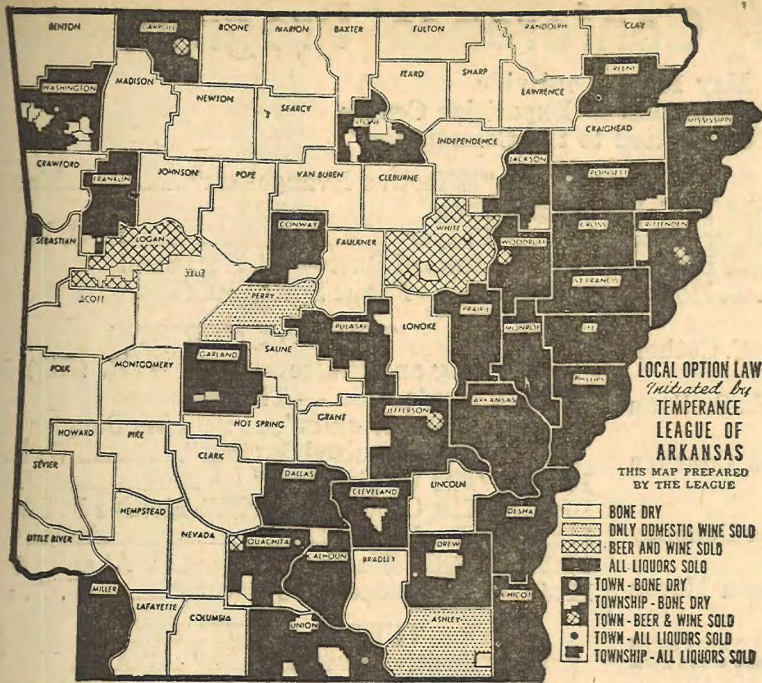 BENTON
CARROLL
BOONE
MARION
BAXTER
FULTON
RANDOLPH
CLAY
WASHINGTON
MADISON
NEWTON
SEARCY
STONE
IZARD
SHARP
LAWRENCE
GREENE
CRAIGHEAD
MISSISSIPPI
CRAWFORD
FRANKLIN
JOHNSON
POPE
VAN BUREN
CLEBURNE
INDEPENDENCE
JACKSON
POINSETT
SEBASTIAN
LOGAN
CONWAY
FAULKNER
WHITE
WOODRUFF
CROSS
CRITTENDEN
SCOTT
YELL
PERRY
PULASKI
LONOKE
PRAIRIE
MONROE
ST. FRANCIS
LEE
PHILLIPS
POLK
MONTGOMERY
GARLAND
SALINE
HOT SPRING
GRANT
JEFFERSON
ARKANSAS
HOWARD
PIKE
SEVIER
CLARK
DALLAS
CLEVELAND
LINCOLN
DESHA
HEMPSTEAD
LITTLE RIVER
NEVADA
OUACHITA
CALHOUN
BRADLEY
DREW
CHICOT
MILLER
LAFAYETTE
COLUMBIA
UNION
ASHLEY
LOCAL OPTION LAW
Initiated by
TEMPERANCE
LEAGUE OF
ARKANSAS
THIS MAP PREPARED
BY THE LEAGUE
BONE DRY
ONLY DOMESTIC WINE SOLD
BEER AND WINE SOLD
ALL LIQUORS SOLD
TOWN - BONE DRY
TOWNSHIP - BONE DRY
TOWN - BEER & WINE SOLD
TOWN - ALL LIQUORS SOLD
TOWNSHIP - ALL LIQUORS SOLD